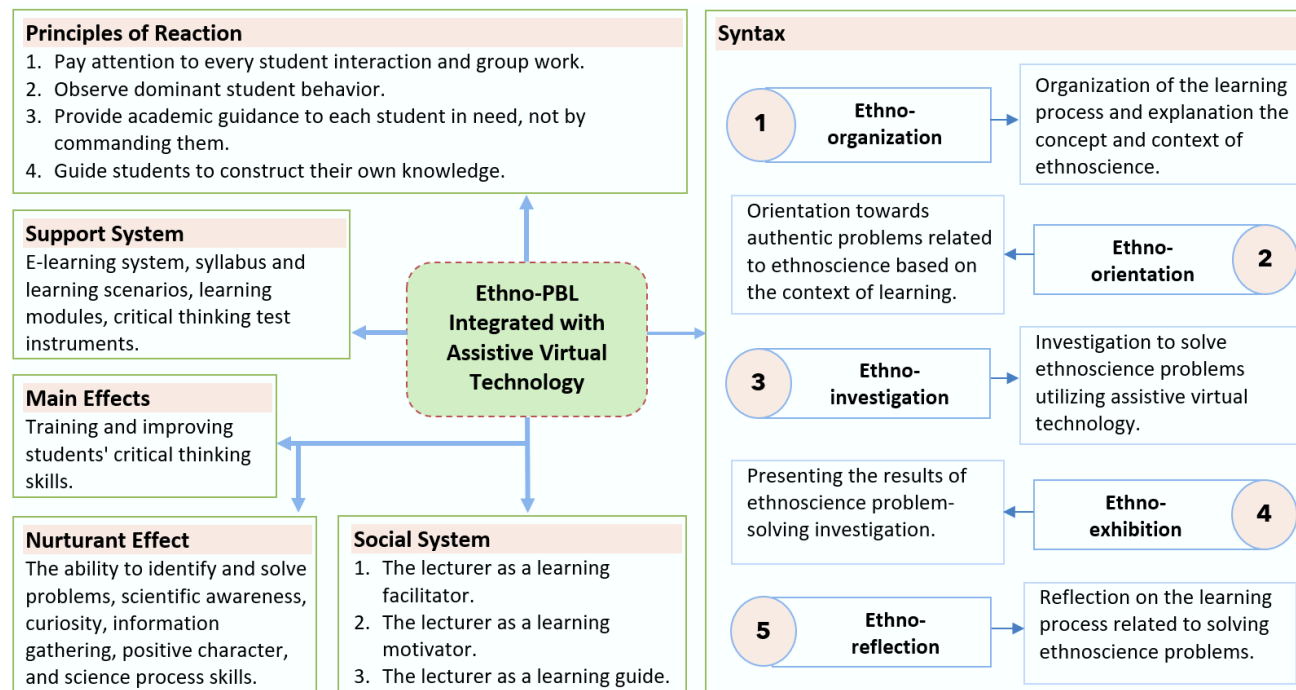 Principles of Reaction
1. Pay attention to every student interaction and group work.
2. Observe dominant student behavior.
3. Provide academic guidance to each student in need, not by
commanding them.
4. Guide students to construct their own knowledge.
Support System
E-learning system, syllabus and
learning scenarios, learning
modules, critical thinking test
instruments.
Main Effects
Training and improving
students' critical thinking
skills.
Nurturant Effect
The ability to identify and solve
problems, scientific awareness,
curiosity, information
gathering, positive character,
and science process skills.
Ethno-PBL
Integrated with
Assistive Virtual
Technology
Social System
1. The lecturer as a learning
facilitator.
2. The lecturer as a learning
motivator.
3. The lecturer as a learning guide.
Syntax
1
Ethno-
organization
Organization of the learning
process and explanation the
concept and context of
ethnoscience.
Orientation towards
authentic problems related
to ethnoscience based on
the context of learning.
Ethno-
orientation
2
3
Ethno-
investigation
Investigation to solve
ethnoscience problems
utilizing assistive virtual
technology.
Presenting the results of
ethnoscience problem-
solving investigation.
Ethno-
exhibition
4
5
Ethno-
reflection
Reflection on the learning
process related to solving
ethnoscience problems.